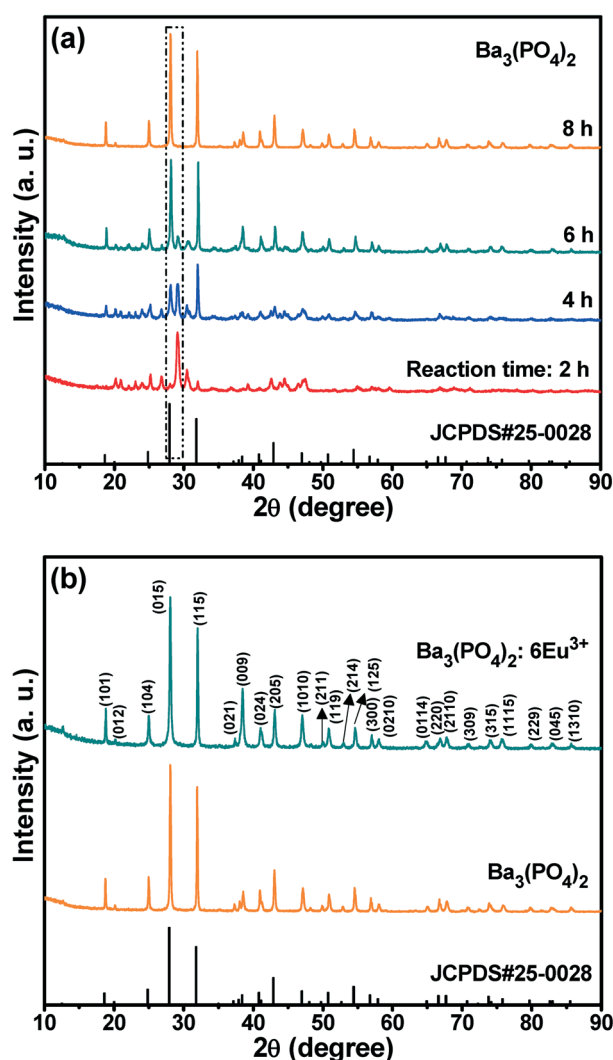 (a)
Ba₃(PO₄)₂
8 h
6 h
4 h
Reaction time: 2 h
JCPDS#25-0028
Intensity (a. u.)
10 20 30 40 50 60 70 80 90
2θ (degree)
(b)
(015)
(115)
Ba₃(PO₄)₂: 6Eu³⁺
(101)
(012)
(104)
(021)
(009)
(024)
(205)
(1010)
(211)
(119)
(214)
(125)
(300)
(0210)
(0114)
(220)
(2110)
(309)
(315)
(1115)
(229)
(045)
(1310)
Ba₃(PO₄)₂
JCPDS#25-0028
Intensity (a. u.)
10 20 30 40 50 60 70 80 90
2θ (degree)